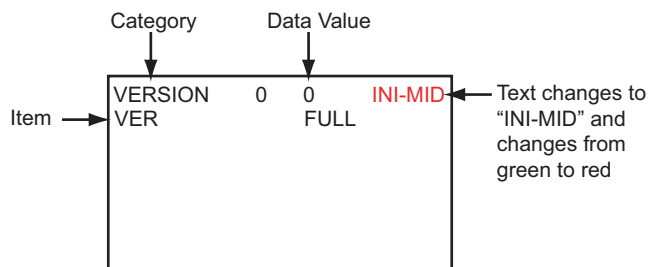 Category Data Value
VERSION 0 0 INI-MID
Item VER FULL
Text changes to
“INI-MID” and
changes from
green to red